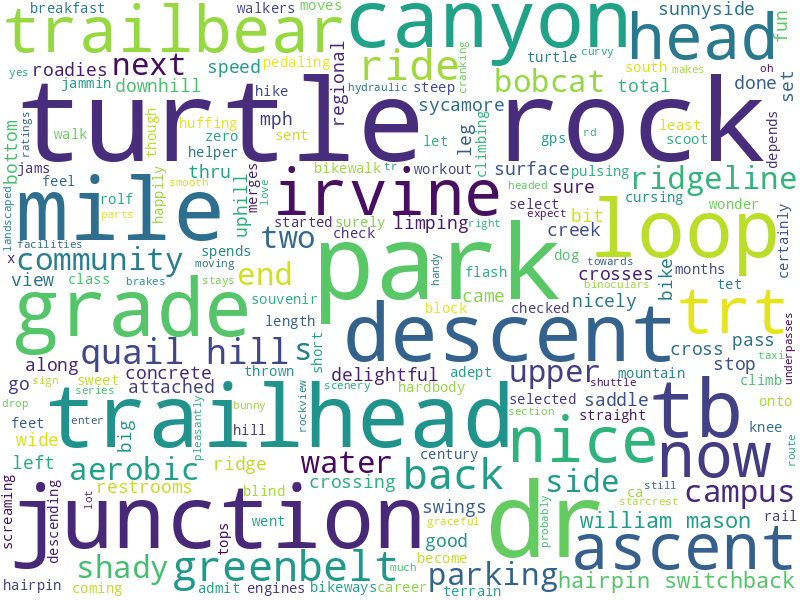 breakfast walkers moves canyon sunnyside fun
trailbear head
roadies next ride bobcat south yes oh
jammin downhill speed pedaling cranking turtle curvy makes
hike regional hydraulic steep total done set
turtle rock
ratings walk though huffing mph sent sycamore leg climbing let gps rd least scoot depends
bottom jams zero helper thru bikewalk tr workout surface pulsing ridgeline
landscaped feel rolf happily uphill merges love irvine headed select sure cursing wonder
mile smooth parts started surely limping expect bit loop certainly
x facilities community two check right creek dog
view moving spends stays end park handy came flash towards crosses months bike
class brakes souvenir binoculars nicely tet trt
grade length block descent checked pass underpasses
along quail hill s short delightful adept upper cross stop taxi
go concrete attached thrown hardbody shuttle mountain climb
sign sweet series scenery selected saddle onto
drop feet trailhead bunny rockview century straight tb knee
wide enter big pleasantly hill section nice now route
left aerobic ridge water back side campus
screaming restrooms crossing swings ca still rail
lot blind went graceful good probably starcrest
descending junction tops become dr william mason
shady greenbelt much parking terrain ascent
hairpin coming admit engines bikeways career hairpin switchback